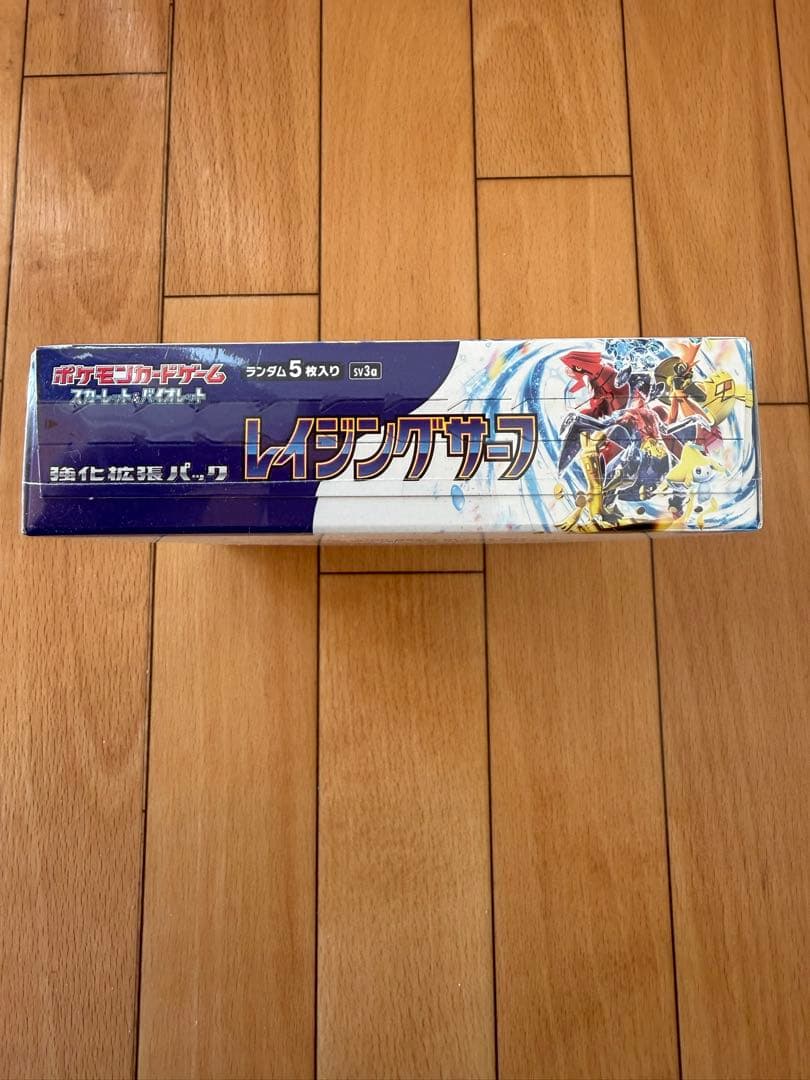 ポケモンカードゲーム
スカーレット&バイオレット
ランダム5枚入り
SV3a
強化拡張パック
レイジングサーフ